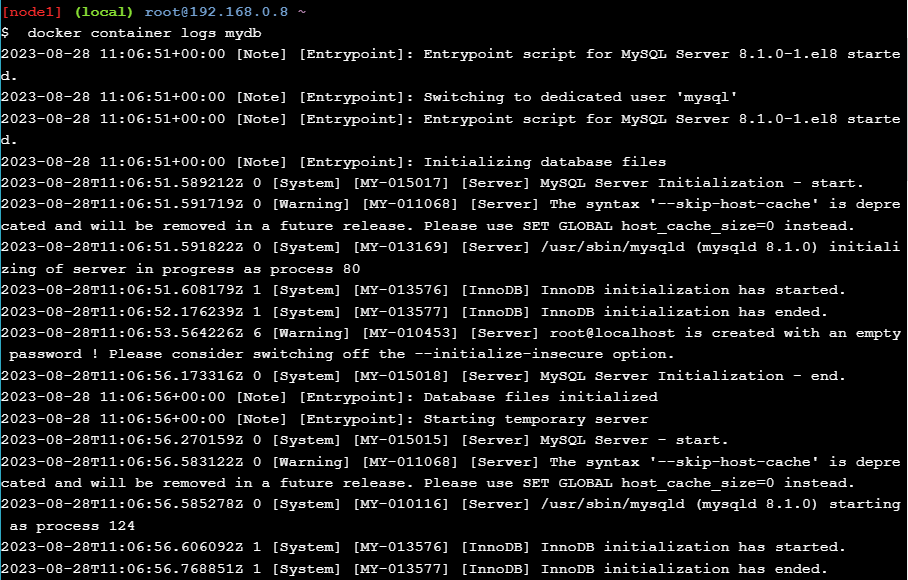 [node1] (local) root@192.168.0.8 ~
$  docker container logs mydb
2023-08-28 11:06:51+00:00 [Note] [Entrypoint]: Entrypoint script for MySQL Server 8.1.0-1.el8 starte
d.
2023-08-28 11:06:51+00:00 [Note] [Entrypoint]: Switching to dedicated user 'mysql'
2023-08-28 11:06:51+00:00 [Note] [Entrypoint]: Entrypoint script for MySQL Server 8.1.0-1.el8 starte
d.
2023-08-28 11:06:51+00:00 [Note] [Entrypoint]: Initializing database files
2023-08-28T11:06:51.589212Z 0 [System] [MY-015017] [Server] MySQL Server Initialization - start.
2023-08-28T11:06:51.591719Z 0 [Warning] [MY-011068] [Server] The syntax '--skip-host-cache' is depre
cated and will be removed in a future release. Please use SET GLOBAL host_cache_size=0 instead.
2023-08-28T11:06:51.591822Z 0 [System] [MY-013169] [Server] /usr/sbin/mysqld (mysqld 8.1.0) initiali
zing of server in progress as process 80
2023-08-28T11:06:51.608179Z 1 [System] [MY-013576] [InnoDB] InnoDB initialization has started.
2023-08-28T11:06:52.176239Z 1 [System] [MY-013577] [InnoDB] InnoDB initialization has ended.
2023-08-28T11:06:53.564226Z 6 [Warning] [MY-010453] [Server] root@localhost is created with an empty
 password ! Please consider switching off the --initialize-insecure option.
2023-08-28T11:06:56.173316Z 0 [System] [MY-015018] [Server] MySQL Server Initialization - end.
2023-08-28 11:06:56+00:00 [Note] [Entrypoint]: Database files initialized
2023-08-28 11:06:56+00:00 [Note] [Entrypoint]: Starting temporary server
2023-08-28T11:06:56.270159Z 0 [System] [MY-015015] [Server] MySQL Server - start.
2023-08-28T11:06:56.583122Z 0 [Warning] [MY-011068] [Server] The syntax '--skip-host-cache' is depre
cated and will be removed in a future release. Please use SET GLOBAL host_cache_size=0 instead.
2023-08-28T11:06:56.585278Z 0 [System] [MY-010116] [Server] /usr/sbin/mysqld (mysqld 8.1.0) starting
 as process 124
2023-08-28T11:06:56.606092Z 1 [System] [MY-013576] [InnoDB] InnoDB initialization has started.
2023-08-28T11:06:56.768851Z 1 [System] [MY-013577] [InnoDB] InnoDB initialization has ended.